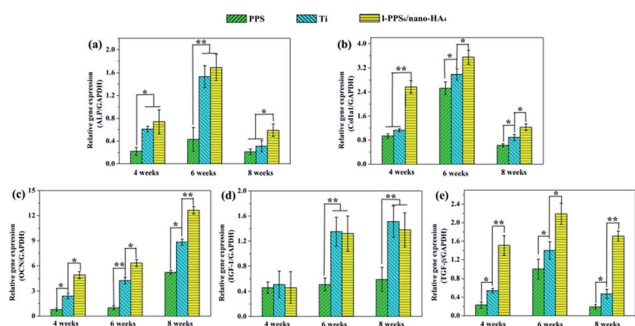 PPS Ti l-PPS₆/nano-HA₄
(a)
Relative gene expression
(ALP/GAPDH)
2.0
1.6
1.2
0.8
0.4
0.0
*
**
*
4 weeks 6 weeks 8 weeks
(b)
Relative gene expression
(Col1a1/GAPDH)
4.0
3.2
2.4
1.6
0.8
0.0
**
*
*
*
*
4 weeks 6 weeks 8 weeks
(c)
Relative gene expression
(OCN/GAPDH)
15
12
9
6
3
0
*
*
**
*
*
**
4 weeks 6 weeks 8 weeks
(d)
Relative gene expression
(IGF-1/GAPDH)
2.0
1.6
1.2
0.8
0.4
0.0
**
**
4 weeks 6 weeks 8 weeks
(e)
Relative gene expression
(TGF-β/GAPDH)
2.4
2.0
1.6
1.2
0.8
0.4
0.0
*
**
*
*
*
**
4 weeks 6 weeks 8 weeks